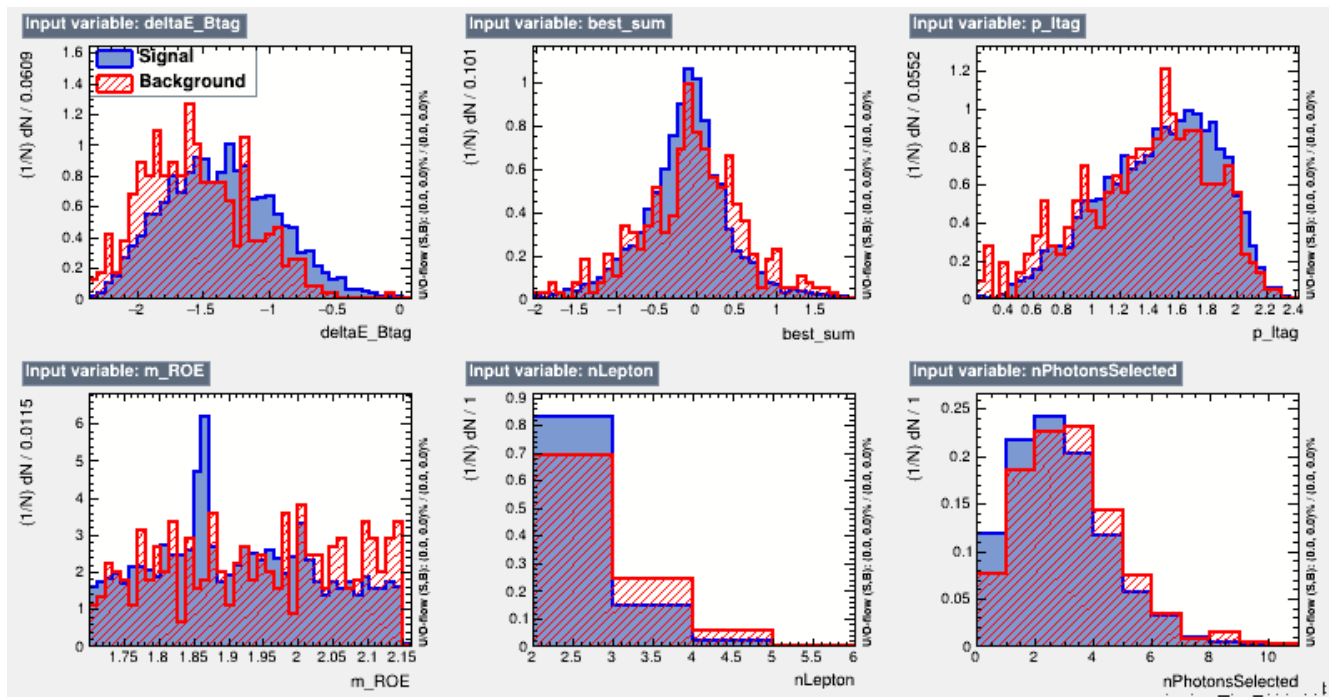 Input variable: deltaE_Btag
(1/N) dN / 0.0609
1.6
1.4
1.2
1
0.8
0.6
0.4
0.2
0
Signal
Background
−2 −1.5 −1 −0.5 0
deltaE_Btag
U/O-flow (S,B): (0.0, 0.0)% / (0.0, 0.0)%
Input variable: best_sum
(1/N) dN / 0.101
1
0.8
0.6
0.4
0.2
0
−2 −1.5 −1 −0.5 0 0.5 1 1.5
best_sum
U/O-flow (S,B): (0.0, 0.0)% / (0.0, 0.0)%
Input variable: p_ltag
(1/N) dN / 0.0552
1.2
1
0.8
0.6
0.4
0.2
0
0.4 0.6 0.8 1 1.2 1.4 1.6 1.8 2 2.2 2.4
p_ltag
U/O-flow (S,B): (0.0, 0.0)% / (0.0, 0.0)%
Input variable: m_ROE
(1/N) dN / 0.0115
6
5
4
3
2
1
0
1.75 1.8 1.85 1.9 1.95 2 2.05 2.1 2.15
m_ROE
U/O-flow (S,B): (0.0, 0.0)% / (0.0, 0.0)%
Input variable: nLepton
(1/N) dN / 1
0.9
0.8
0.7
0.6
0.5
0.4
0.3
0.2
0.1
0
2 2.5 3 3.5 4 4.5 5 5.5 6
nLepton
U/O-flow (S,B): (0.0, 0.0)% / (0.0, 0.0)%
Input variable: nPhotonsSelected
(1/N) dN / 1
0.25
0.2
0.15
0.1
0.05
0
0 2 4 6 8 10
nPhotonsSelected
U/O-flow (S,B): (0.0, 0.0)% / (0.0, 0.0)%